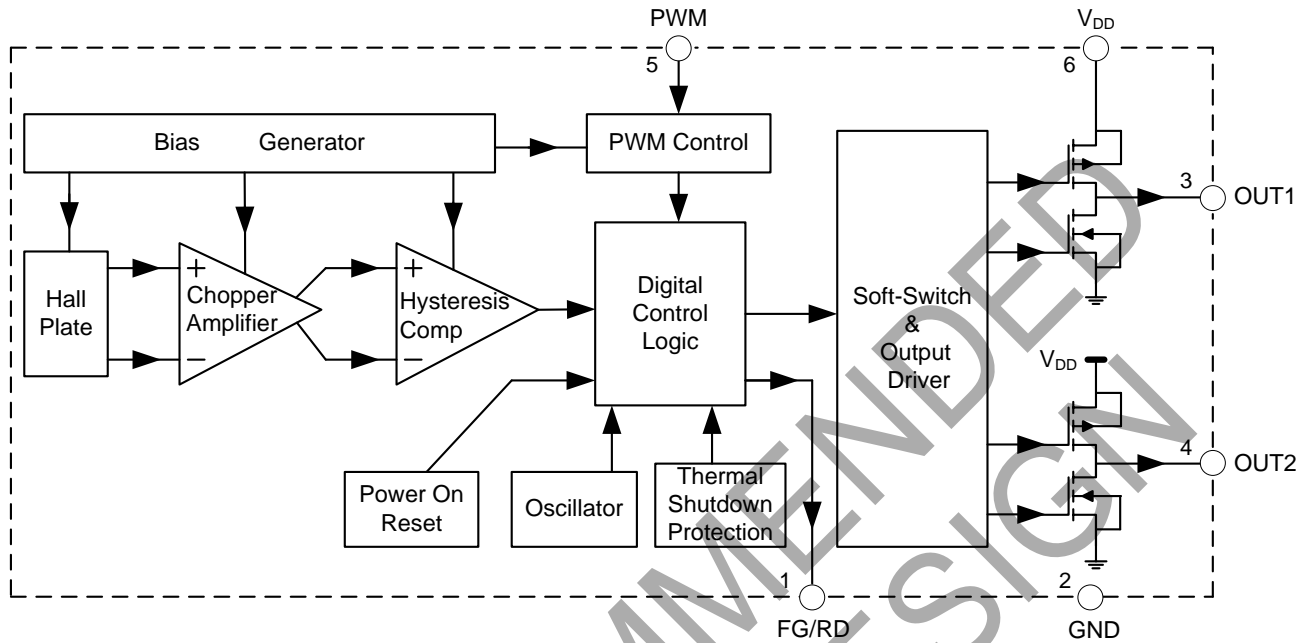 PWM
5
VDD
6
Bias Generator
PWM Control
3
OUT1
Hall
Plate
+
−
Chopper
Amplifier
+
−
Hysteresis
Comp
Digital
Control
Logic
Soft-Switch
&
Output
Driver
VDD
4
OUT2
Power On
Reset
Oscillator
Thermal
Shutdown
Protection
1
FG/RD
2
GND
MMENDED
ESIGN